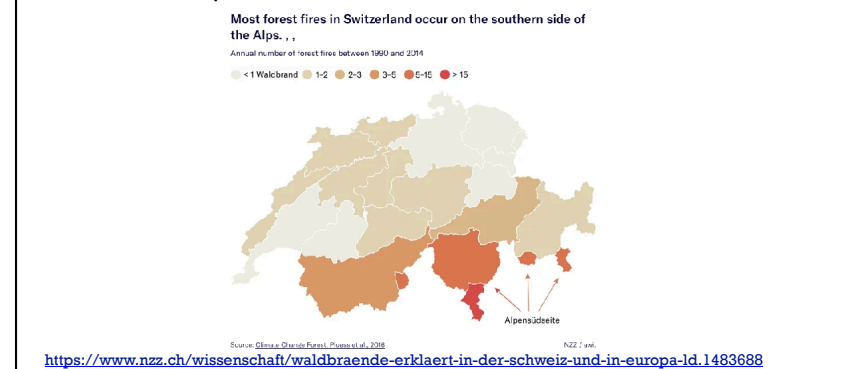 Most forest fires in Switzerland occur on the southern side of
the Alps. , ,
Annual number of forest fires between 1990 and 2014
< 1 Waldbrand 1–2 2–3 3–5 5-15 > 15
Alpensüdseite
Source: Climate Change Forest, Pluess et al., 2016
NZZ / awi.
https://www.nzz.ch/wissenschaft/waldbraende-erklaert-in-der-schweiz-und-in-europa-ld.1483688